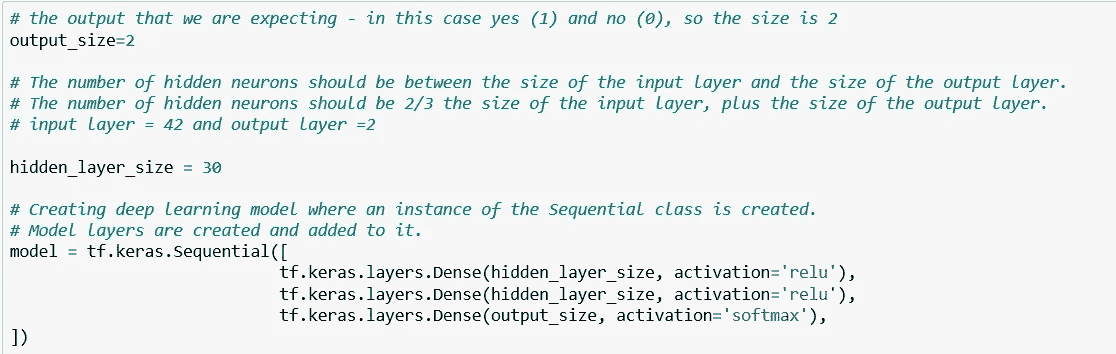 # the output that we are expecting - in this case yes (1) and no (0), so the size is 2
output_size=2
# The number of hidden neurons should be between the size of the input layer and the size of the output layer.
# The number of hidden neurons should be 2/3 the size of the input layer, plus the size of the output layer.
# input layer = 42 and output layer =2
hidden_layer_size = 30
# Creating deep learning model where an instance of the Sequential class is created.
# Model layers are created and added to it.
model = tf.keras.Sequential([
tf.keras.layers.Dense(hidden_layer_size, activation='relu'),
tf.keras.layers.Dense(hidden_layer_size, activation='relu'),
tf.keras.layers.Dense(output_size, activation='softmax'),
])